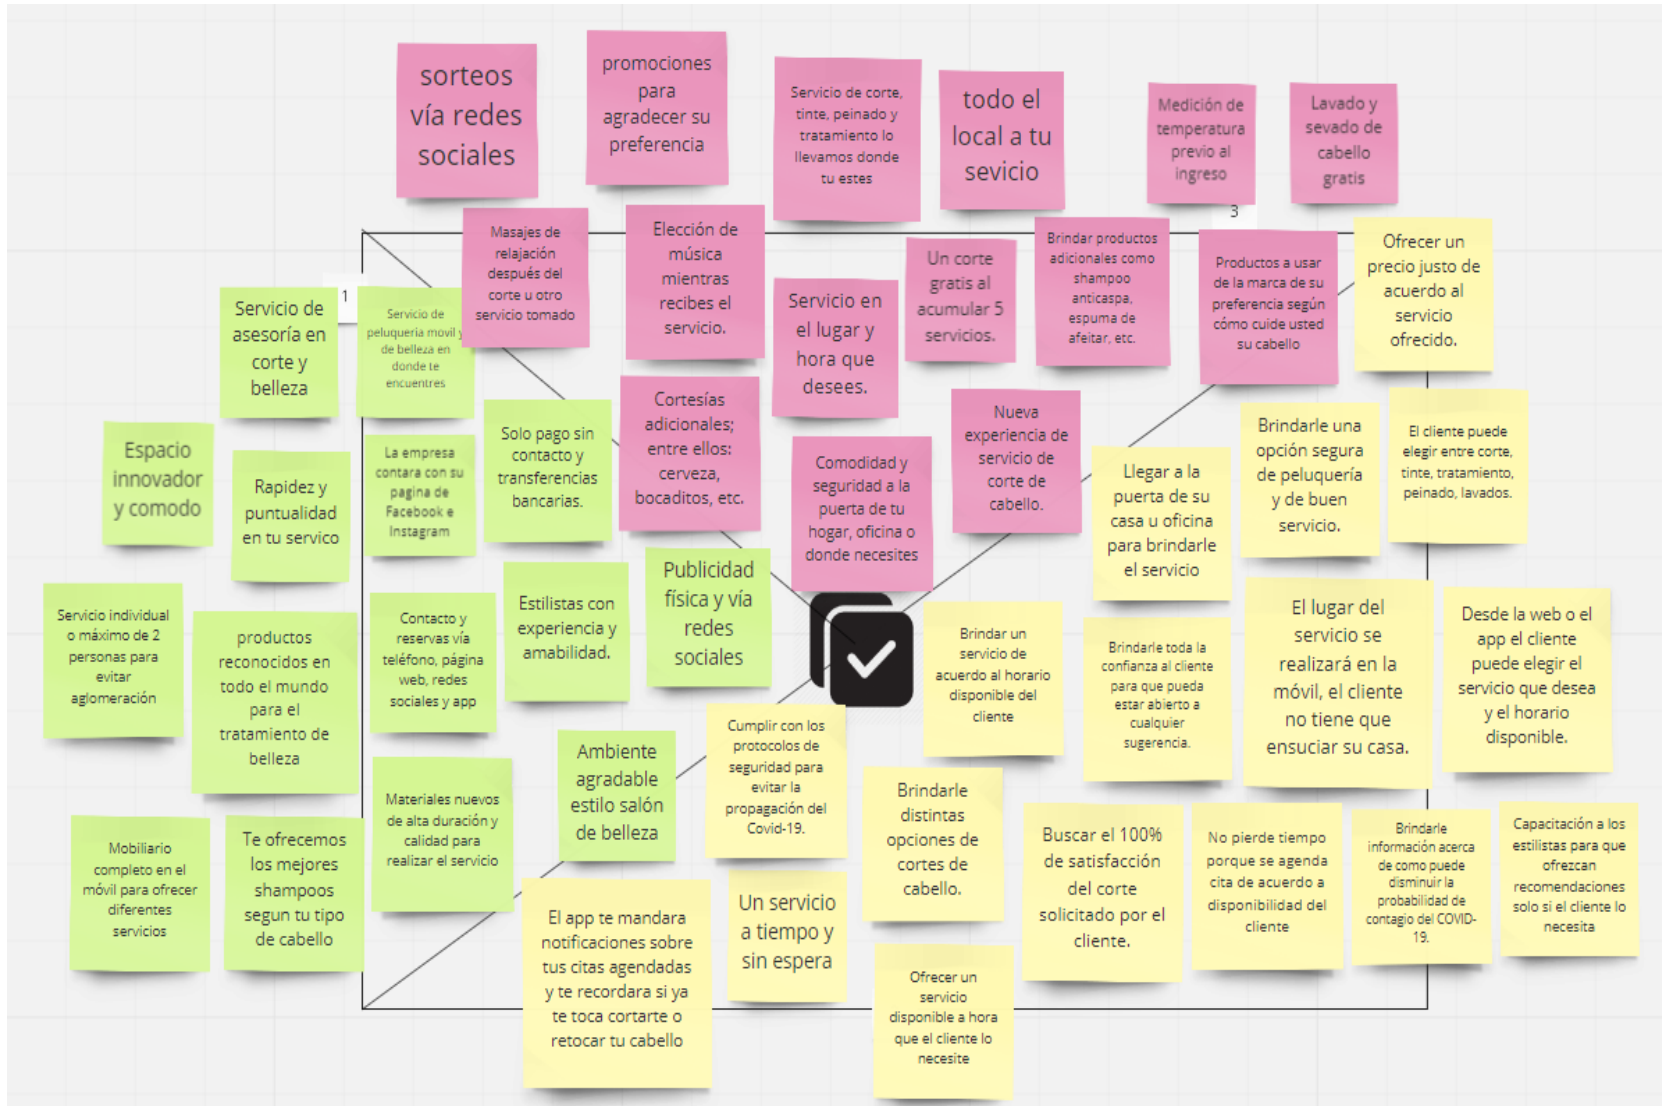 sorteos
vía redes
sociales
promociones
para
agradecer su
preferencia
Servicio de corte,
tinte, peinado y
tratamiento lo
llevamos donde
tu estes
todo el
local a tu
sevicio
Medición de
temperatura
previo al
ingreso
Lavado y
sevado de
cabello
gratis
3
Masajes de
relajación
después del
corte u otro
servicio tomado
Elección de
música
mientras
recibes el
servicio.
Servicio en
el lugar y
hora que
desees.
Un corte
gratis al
acumular 5
servicios.
Brindar productos
adicionales como
shampoo
anticaspa,
espuma de
afeitar, etc.
Productos a usar
de la marca de su
preferencia según
cómo cuide usted
su cabello
Cortesías
adicionales;
entre ellos:
cerveza,
bocaditos, etc.
Comodidad y
seguridad a la
puerta de tu
hogar, oficina o
donde necesites
Nueva
experiencia de
servicio de
corte de
cabello.
1
Servicio de
asesoría en
corte y
belleza
Servicio de
peluquería movil y
de belleza en
donde te
encuentres
Espacio
innovador
y comodo
Rapidez y
puntualidad
en tu servico
La empresa
contara con su
pagina de
Facebook e
Instagram
Solo pago sin
contacto y
transferencias
bancarias.
Servicio individual
o máximo de 2
personas para
evitar
aglomeración
productos
reconocidos en
todo el mundo
para el
tratamiento de
belleza
Contacto y
reservas vía
teléfono, página
web, redes
sociales y app
Estilistas con
experiencia y
amabilidad.
Publicidad
física y vía
redes
sociales
Mobiliario
completo en el
móvil para ofrecer
diferentes
servicios
Te ofrecemos
los mejores
shampoos
segun tu tipo
de cabello
Materiales nuevos
de alta duración y
calidad para
realizar el servicio
Ambiente
agradable
estilo salón
de belleza
Ofrecer un
precio justo de
acuerdo al
servicio
ofrecido.
Llegar a la
puerta de su
casa u oficina
para brindarle
el servicio
Brindarle una
opción segura
de peluquería
y de buen
servicio.
El cliente puede
elegir entre corte,
tinte, tratamiento,
peinado, lavados.
Brindar un
servicio de
acuerdo al horario
disponible del
cliente
Brindarle toda la
confianza al cliente
para que pueda
estar abierto a
cualquier
sugerencia.
El lugar del
servicio se
realizará en la
móvil, el cliente
no tiene que
ensuciar su casa.
Desde la web o el
app el cliente
puede elegir el
servicio que desea
y el horario
disponible.
Cumplir con los
protocolos de
seguridad para
evitar la
propagación del
Covid-19.
Brindarle
distintas
opciones de
cortes de
cabello.
Buscar el 100%
de satisfacción
del corte
solicitado por el
cliente.
No pierde tiempo
porque se agenda
cita de acuerdo a
disponibilidad del
cliente
Brindarle
información acerca
de como puede
disminuir la
probabilidad de
contagio del COVID-
19.
Capacitación a los
estilistas para que
ofrezcan
recomendaciones
solo si el cliente lo
necesita
El app te mandara
notificaciones sobre
tus citas agendadas
y te recordara si ya
te toca cortarte o
retocar tu cabello
Un servicio
a tiempo y
sin espera
Ofrecer un
servicio
disponible a hora
que el cliente lo
necesite